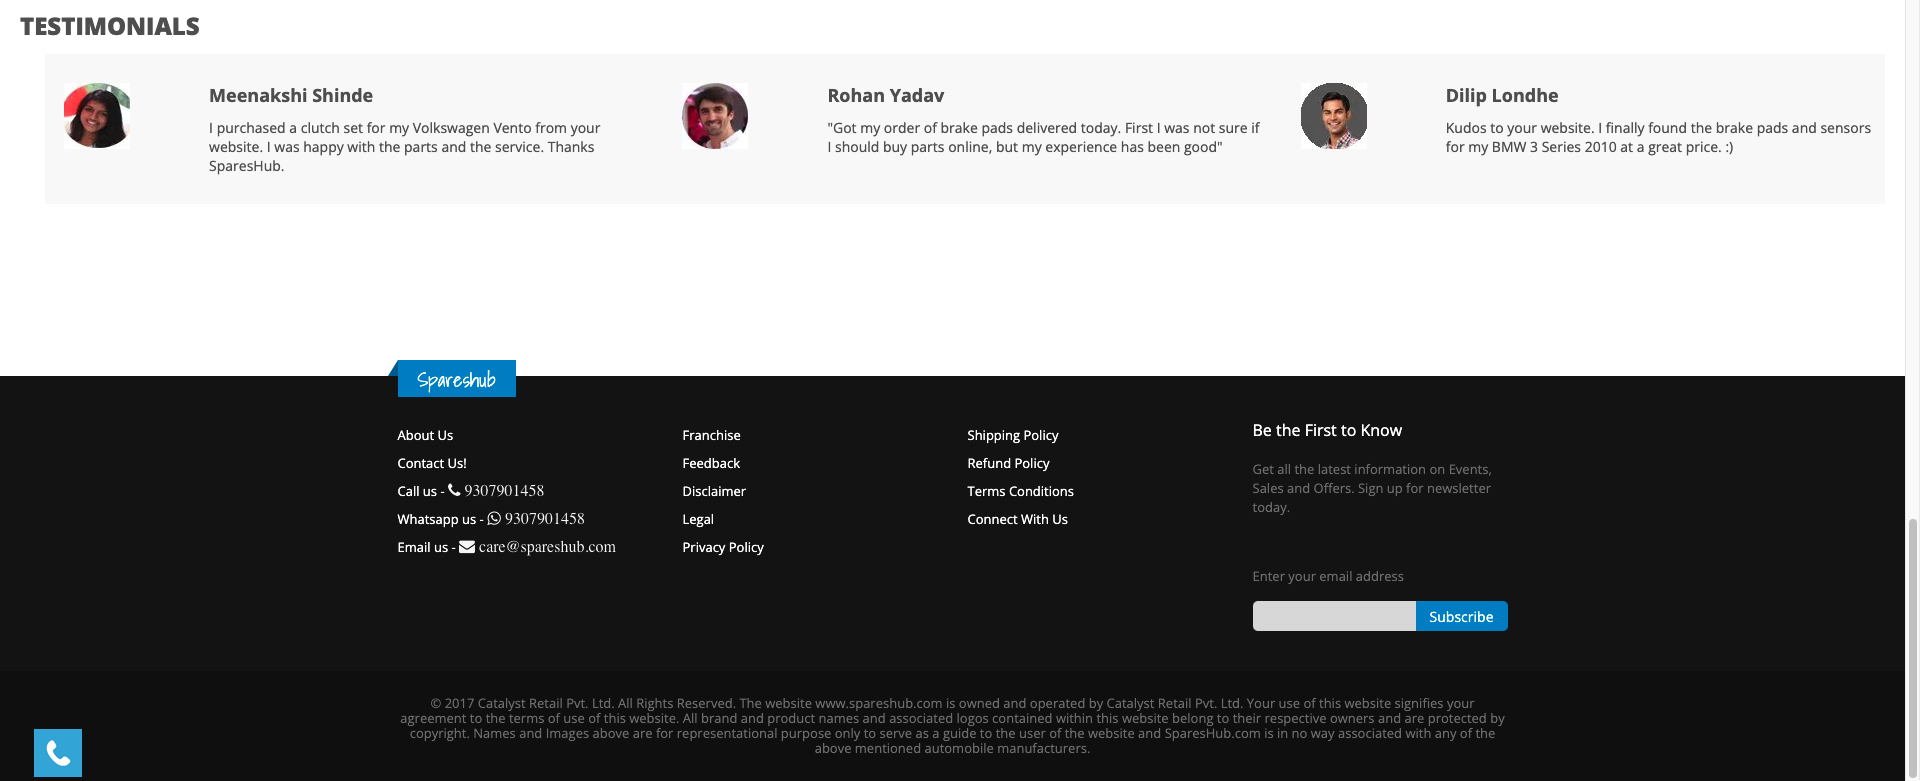 TESTIMONIALS
Meenakshi Shinde
I purchased a clutch set for my Volkswagen Vento from your
website. I was happy with the parts and the service. Thanks
SparesHub.
Rohan Yadav
"Got my order of brake pads delivered today. First I was not sure if
I should buy parts online, but my experience has been good"
Dilip Londhe
Kudos to your website. I finally found the brake pads and sensors
for my BMW 3 Series 2010 at a great price. :)
Spareshub
About Us
Contact Us!
Call us - 9307901458
Whatsapp us - 9307901458
Email us - care@spareshub.com
Franchise
Feedback
Disclaimer
Legal
Privacy Policy
Shipping Policy
Refund Policy
Terms Conditions
Connect With Us
Be the First to Know
Get all the latest information on Events,
Sales and Offers. Sign up for newsletter
today.
Enter your email address
Subscribe
© 2017 Catalyst Retail Pvt. Ltd. All Rights Reserved. The website www.spareshub.com is owned and operated by Catalyst Retail Pvt. Ltd. Your use of this website signifies your
agreement to the terms of use of this website. All brand and product names and associated logos contained within this website belong to their respective owners and are protected by
copyright. Names and Images above are for representational purpose only to serve as a guide to the user of the website and SparesHub.com is in no way associated with any of the
above mentioned automobile manufacturers.